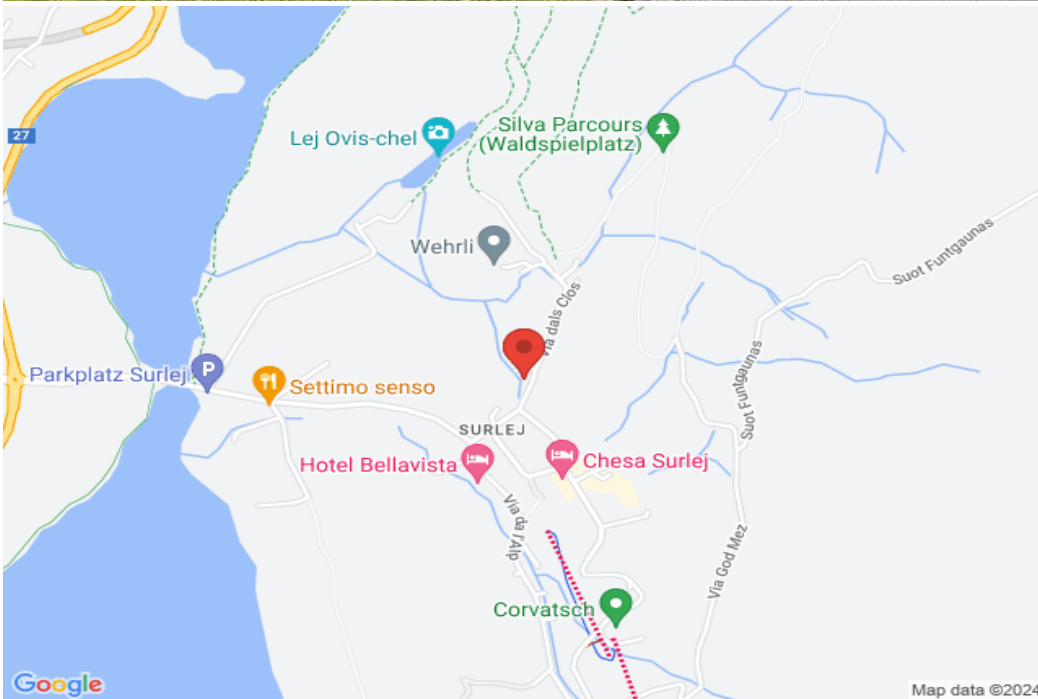 27
Lej Ovis-chel
Silva Parcours
(Waldspielplatz)
Wehrli
Suot Funtgaunas
Via dals Clos
Parkplatz Surlej
P
Settimo senso
Suot Funtgaunas
SURLEJ
Hotel Bellavista
Chesa Surlej
Via da l'Alp
Via God Mez
Corvatsch
Google
Map data ©2024